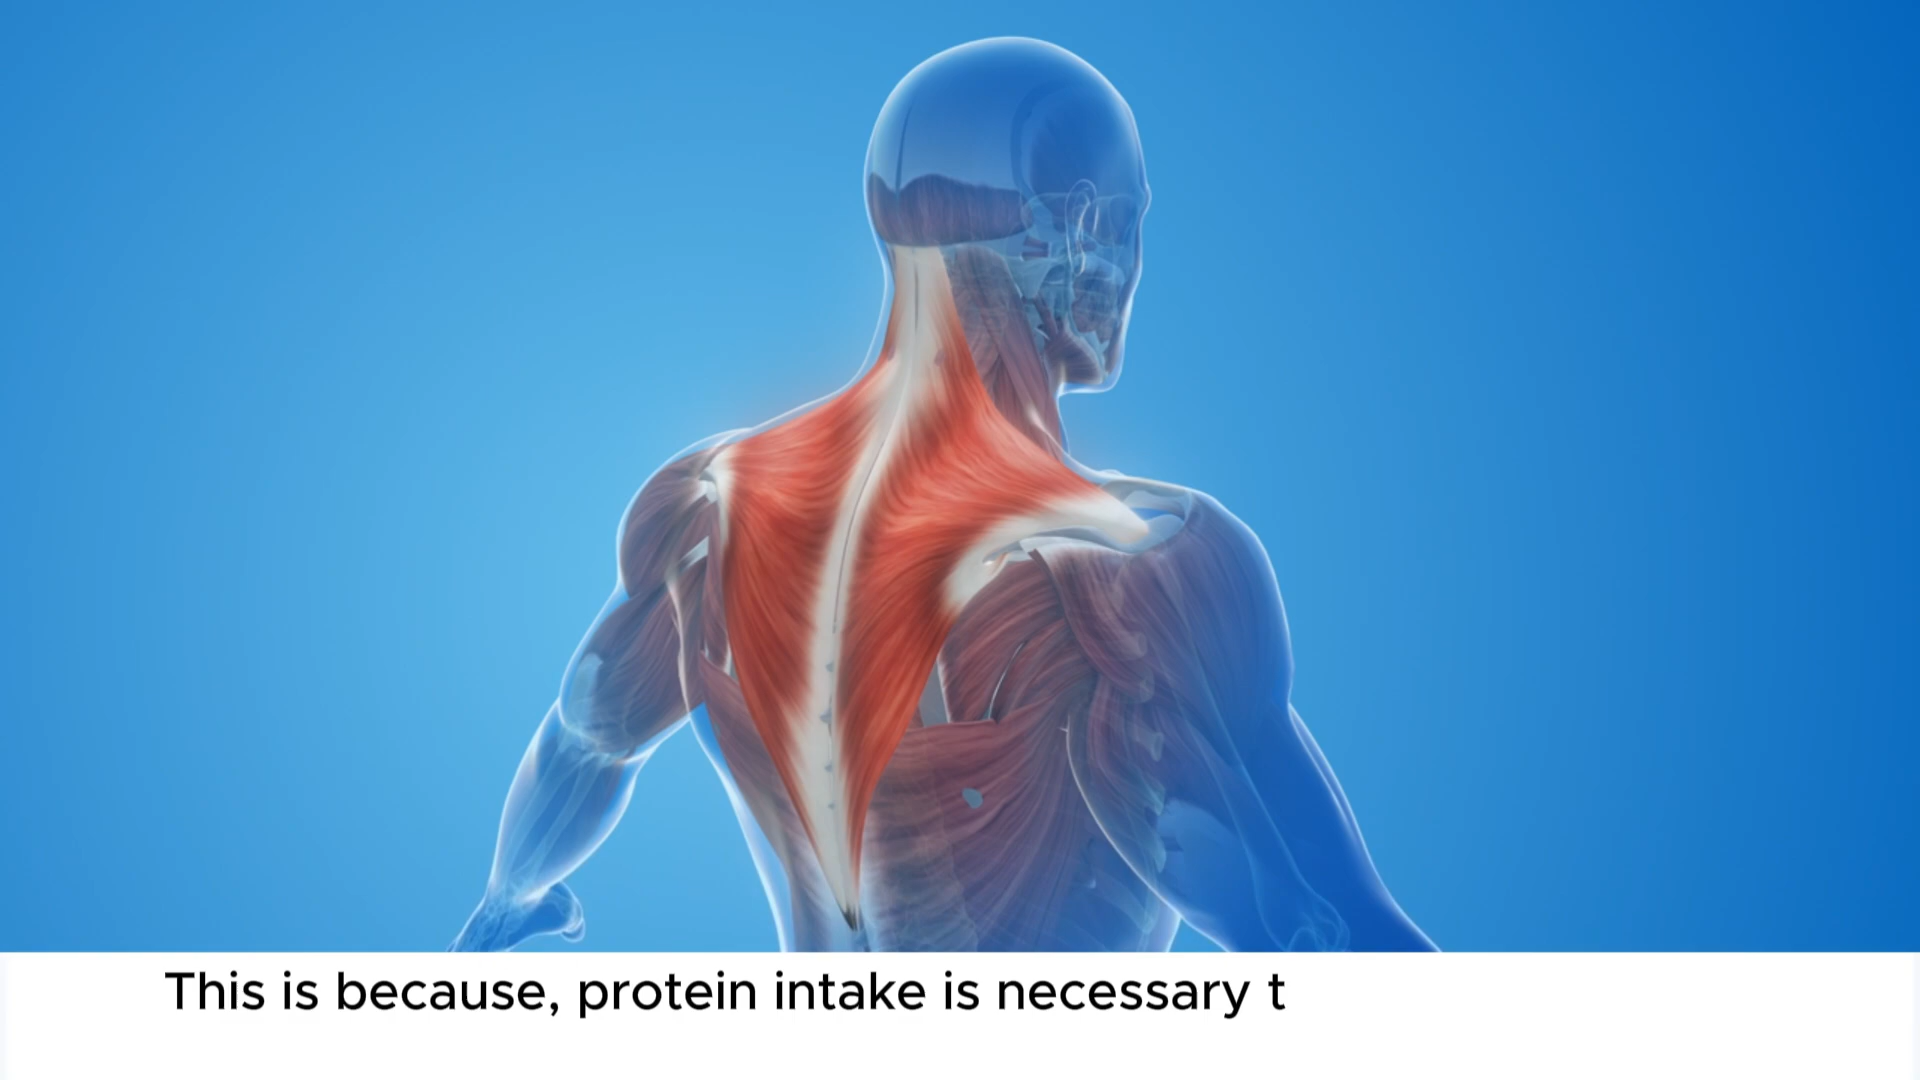 This is because, protein intake is necessary t